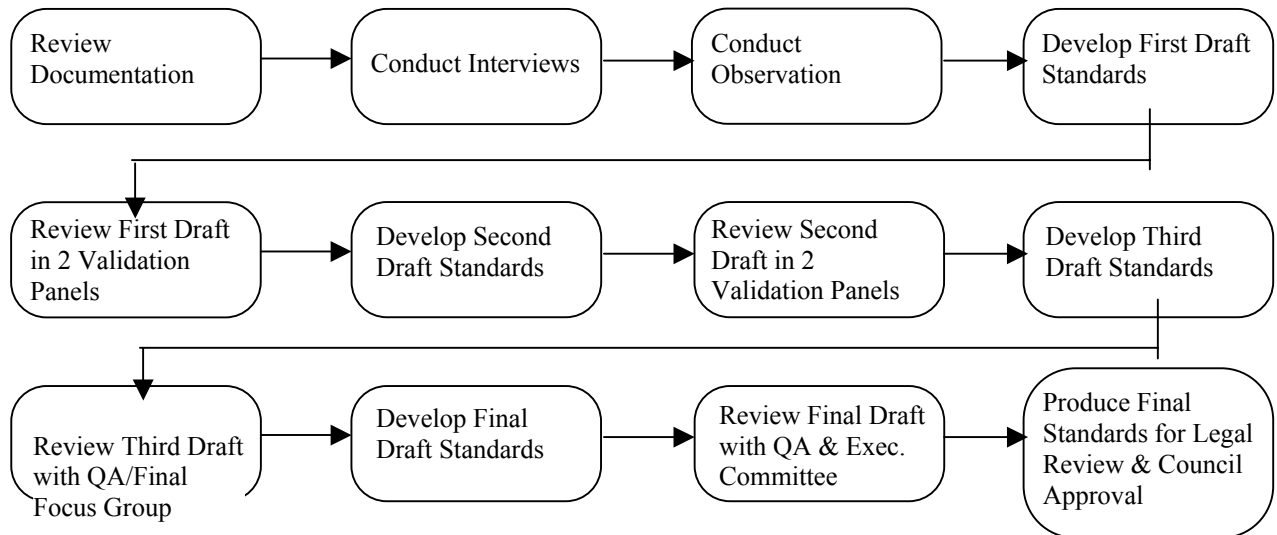 Review
Documentation
Conduct Interviews
Conduct
Observation
Develop First Draft
Standards
Review First Draft
in 2 Validation
Panels
Develop Second
Draft Standards
Review Second
Draft in 2
Validation Panels
Develop Third
Draft Standards
Review Third Draft
with QA/Final
Focus Group
Develop Final
Draft Standards
Review Final Draft
with QA & Exec.
Committee
Produce Final
Standards for Legal
Review & Council
Approval